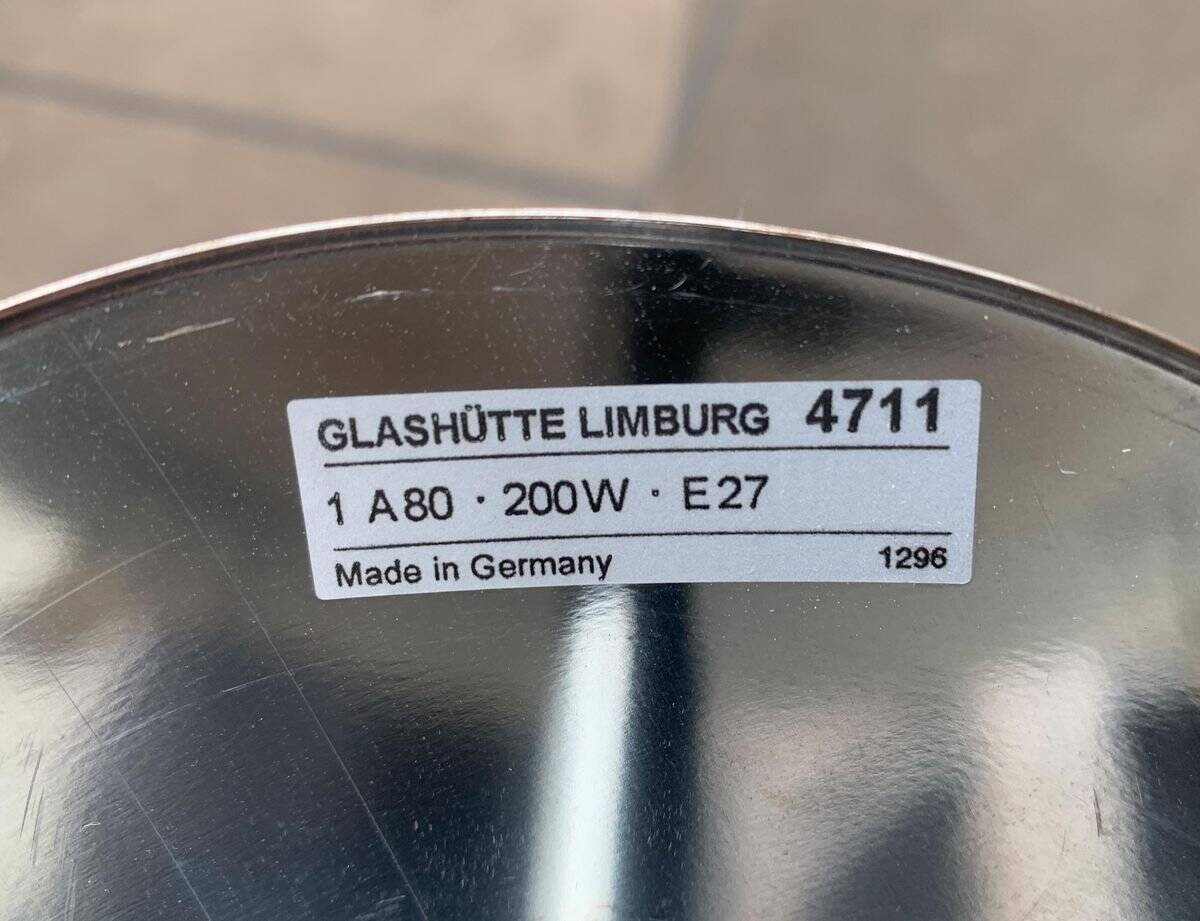 GLASHÜTTE LIMBURG 4711
1 A80 · 200W · E27
Made in Germany 1296